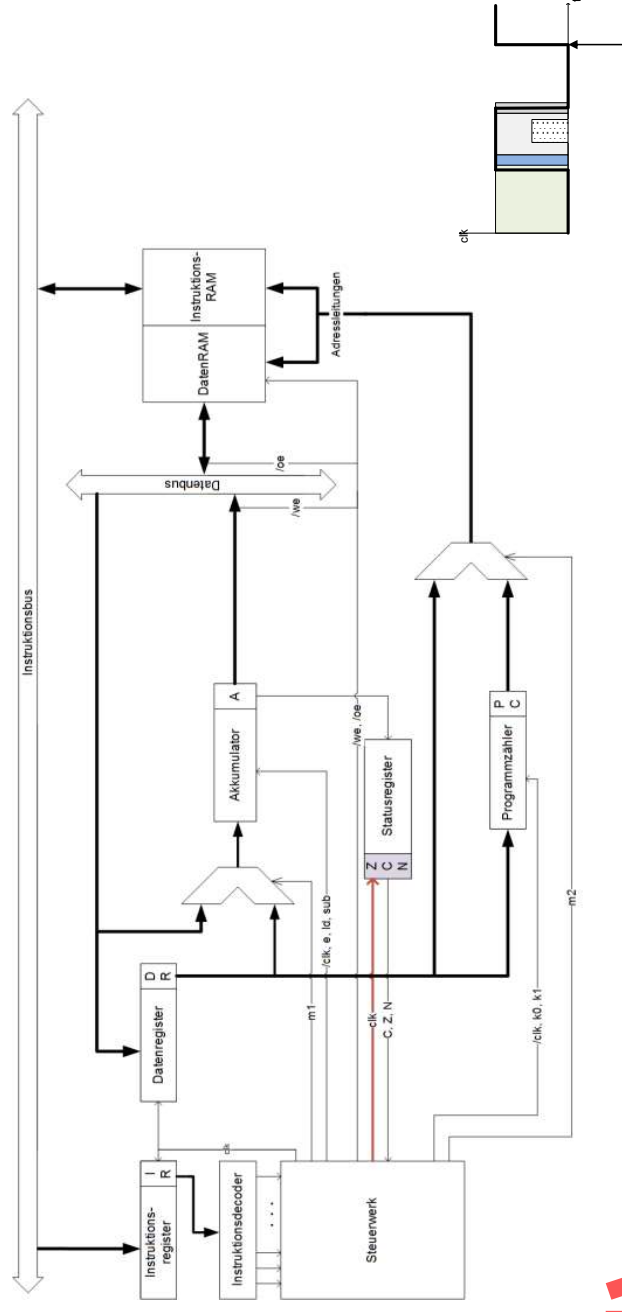 Instruktionsbus
Instruktions-
register
I
R
Datenregister
D
R
Instruktionsdecoder
. . .
clk
Steuerwerk
m1
/clk, e, ld, sub
/we, /oe
clk
C, Z, N
/clk, k0, k1
m2
Akkumulator
A
Statusregister
Z
C
N
Programmzähler
P
C
Datenbus
/we
/oe
DatenRAM
Instruktions-
RAM
Adressleitungen
clk